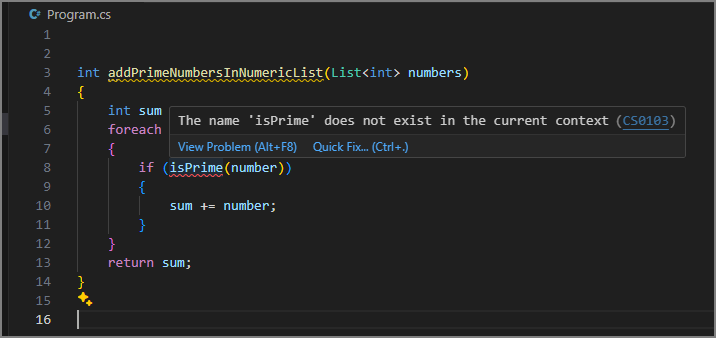 Program.cs
1
2
3 int addPrimeNumbersInNumericList(List<int> numbers)
4 {
5 int sum
The name 'isPrime' does not exist in the current context (CS0103)
6 foreach
View Problem (Alt+F8) Quick Fix... (Ctrl+.)
7 {
8 if (isPrime(number))
9 {
10 sum += number;
11 }
12 }
13 return sum;
14 }
15
16